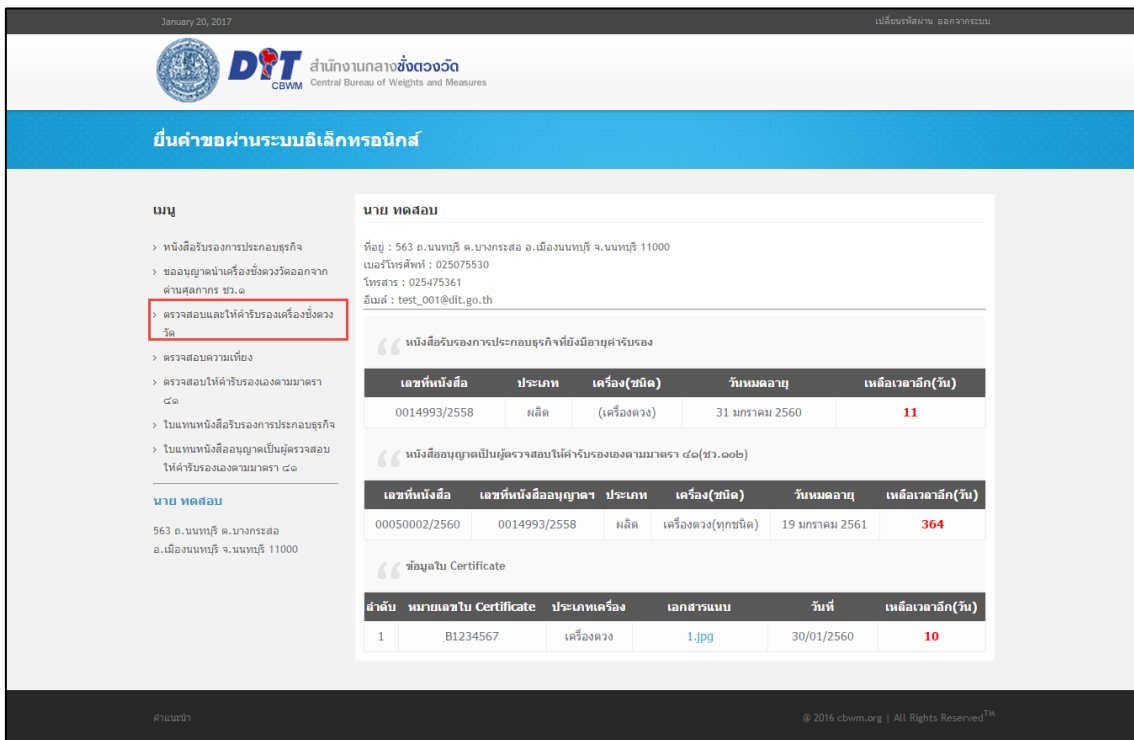 January 20, 2017
เปลี่ยนรหัสผ่าน ออกจากระบบ
DIT
CBWM
สำนักงานกลางชั่งตวงวัด
Central Bureau of Weights and Measures
ยื่นคำขอผ่านระบบอิเล็กทรอนิกส์
เมนู
> หนังสือรับรองการประกอบธุรกิจ
> ขออนุญาตนำเครื่องชั่งตวงวัดออกจาก
ด่านศุลกากร ชว.๑
> ตรวจสอบและให้คำรับรองเครื่องชั่งตวง
วัด
> ตรวจสอบความเที่ยง
> ตรวจสอบให้คำรับรองเองตามมาตรา
๔๑
> ใบแทนหนังสือรับรองการประกอบธุรกิจ
> ใบแทนหนังสืออนุญาตเป็นผู้ตรวจสอบ
ให้คำรับรองเองตามมาตรา ๔๑
นาย ทดสอบ
563 ถ.นนทบุรี ต.บางกระสอ
อ.เมืองนนทบุรี จ.นนทบุรี 11000
นาย ทดสอบ
ที่อยู่ : 563 ถ.นนทบุรี ต.บางกระสอ อ.เมืองนนทบุรี จ.นนทบุรี 11000
เบอร์โทรศัพท์ : 025075530
โทรสาร : 025475361
อีเมล์ : test_001@dit.go.th
หนังสือรับรองการประกอบธุรกิจที่ยังมีอายุคำรับรอง
เลขที่หนังสือ ประเภท เครื่อง(ชนิด) วันหมดอายุ เหลือเวลาอีก(วัน)
0014993/2558 ผลิต (เครื่องตวง) 31 มกราคม 2560 11
หนังสืออนุญาตเป็นผู้ตรวจสอบให้คำรับรองเองตามมาตรา ๔๑(ชว.๑๐๒)
เลขที่หนังสือ เลขที่หนังสืออนุญาตฯ ประเภท เครื่อง(ชนิด) วันหมดอายุ เหลือเวลาอีก(วัน)
00050002/2560 0014993/2558 ผลิต เครื่องตวง(ทุกชนิด) 19 มกราคม 2561 364
ข้อมูลใบ Certificate
ลำดับ หมายเลขใบ Certificate ประเภทเครื่อง เอกสารแนบ วันที่ เหลือเวลาอีก(วัน)
1 B1234567 เครื่องตวง 1.jpg 30/01/2560 10
คำแนะนำ
@ 2016 cbwm.org | All Rights Reserved™